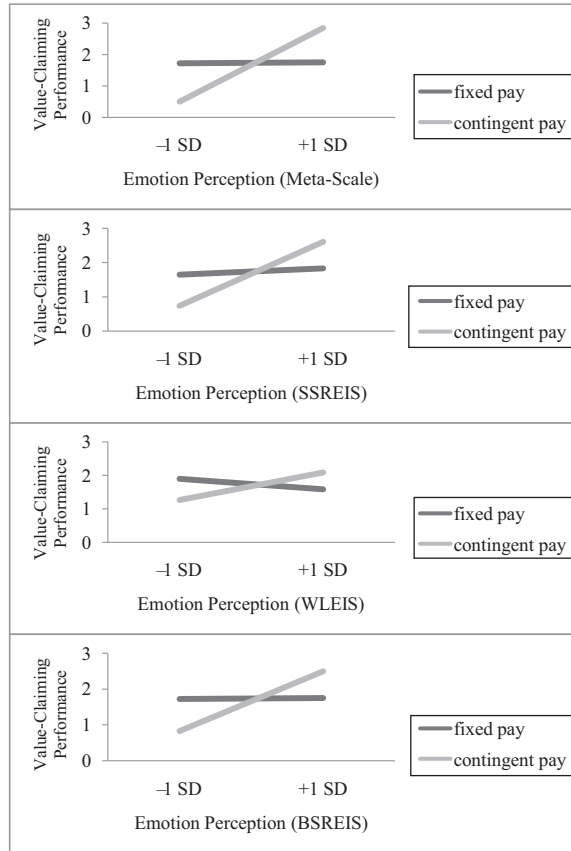 Value-Claiming
Performance
3
2
1
0
–1 SD
+1 SD
Emotion Perception (Meta-Scale)
fixed pay
contingent pay
Value-Claiming
Performance
3
2
1
0
–1 SD
+1 SD
Emotion Perception (SSREIS)
fixed pay
contingent pay
Value-Claiming
Performance
3
2
1
0
–1 SD
+1 SD
Emotion Perception (WLEIS)
fixed pay
contingent pay
Value-Claiming
Performance
3
2
1
0
–1 SD
+1 SD
Emotion Perception (BSREIS)
fixed pay
contingent pay